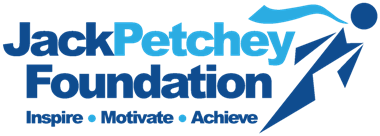 JackPetchey
Foundation
Inspire • Motivate • Achieve